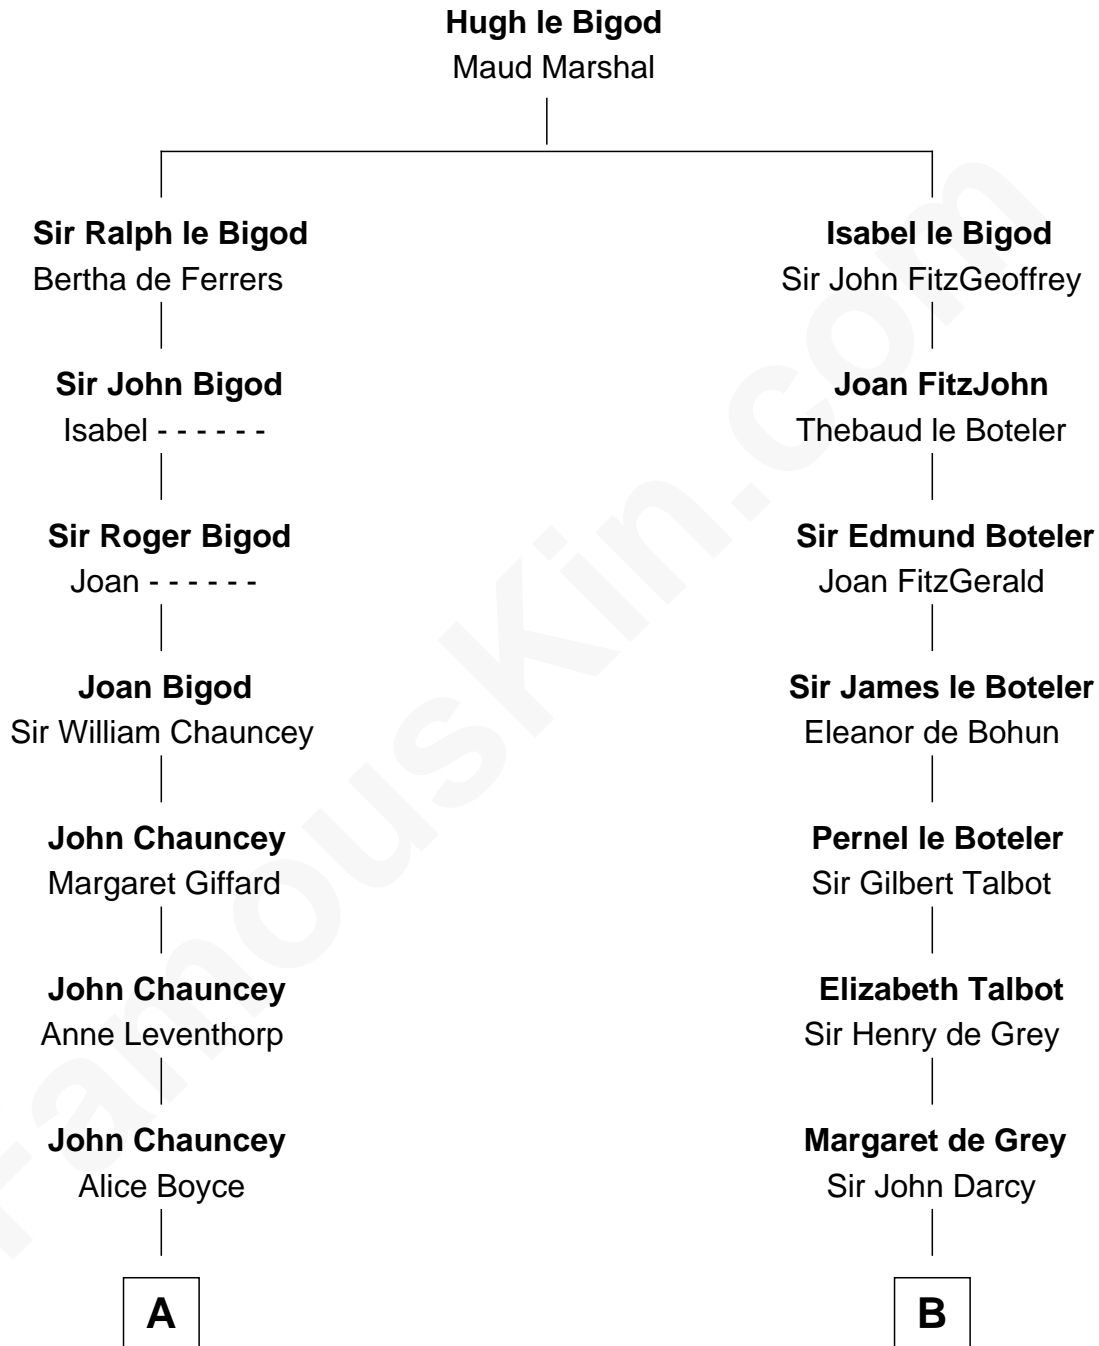 Hugh le Bigod
Maud Marshal
Sir Ralph le Bigod
Bertha de Ferrers
Isabel le Bigod
Sir John FitzGeoffrey
Sir John Bigod
Isabel - - - - - -
Joan FitzJohn
Thebaud le Boteler
Sir Roger Bigod
Joan - - - - - -
Sir Edmund Boteler
Joan FitzGerald
Joan Bigod
Sir William Chauncey
Sir James le Boteler
Eleanor de Bohun
John Chauncey
Margaret Giffard
Pernel le Boteler
Sir Gilbert Talbot
John Chauncey
Anne Leventhorp
Elizabeth Talbot
Sir Henry de Grey
John Chauncey
Alice Boyce
Margaret de Grey
Sir John Darcy
A
B
FamousKin.com